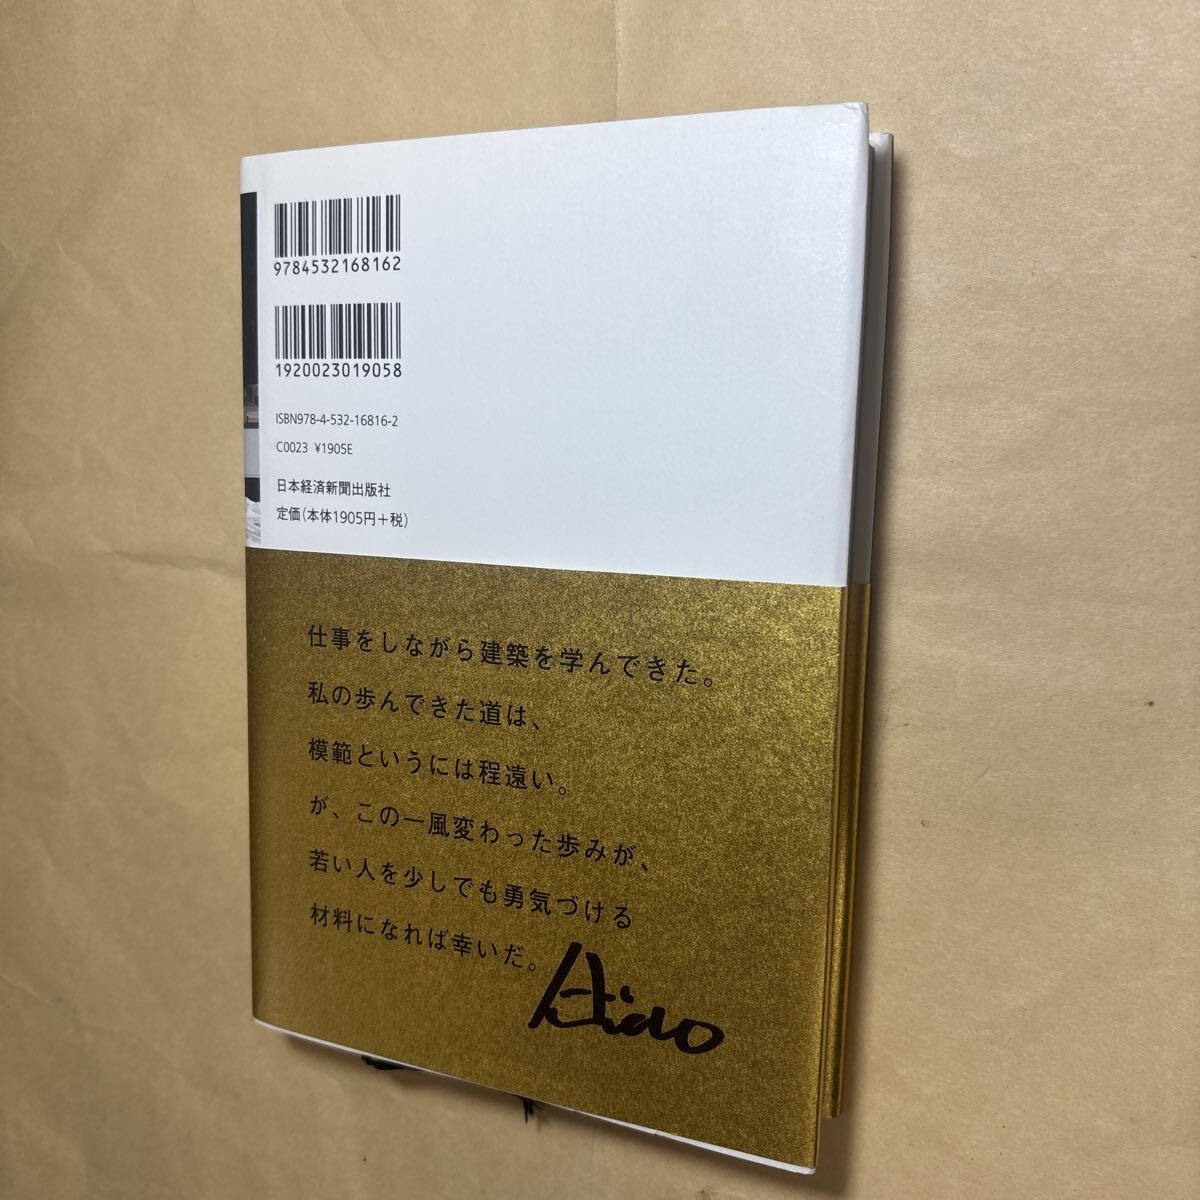 9784532168162
1920023019058
ISBN978-4-532-16816-2
C0023 ¥1905E
日本経済新聞出版社
定価(本体1905円+税)
仕事をしながら建築を学んできた。
私の歩んできた道は、
模範というには程遠い。
が、この一風変わった歩みが、
若い人を少しでも勇気づける
材料になれば幸いだ。